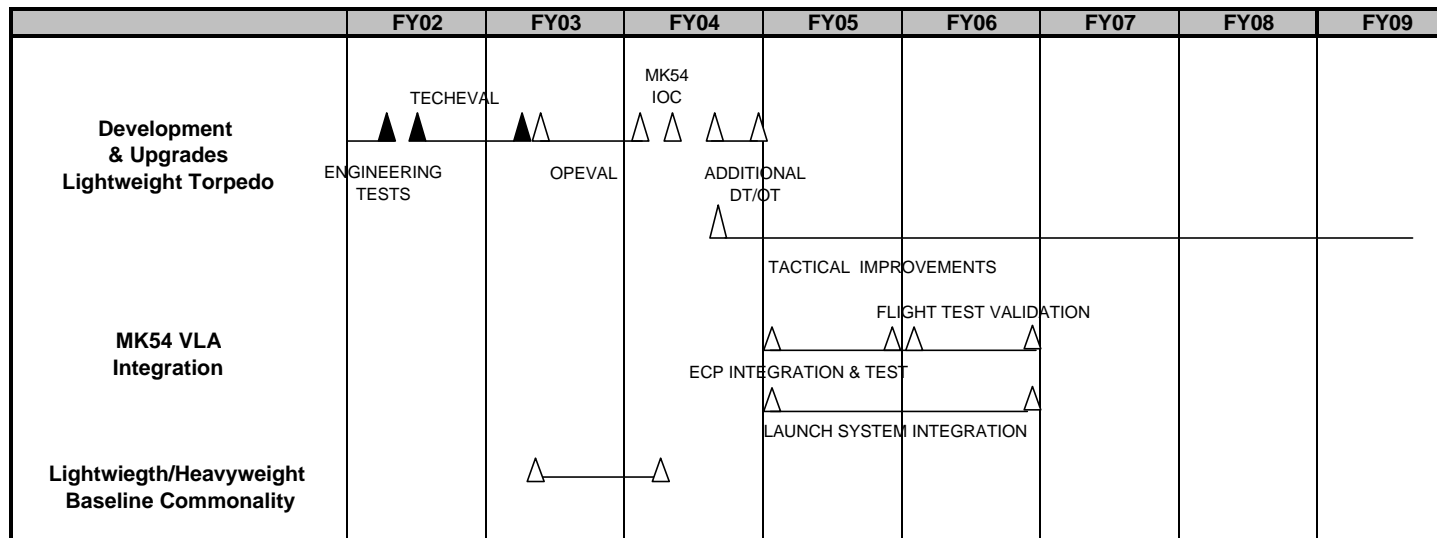 FY02 FY03 FY04 FY05 FY06 FY07 FY08 FY09
MK54
IOC
TECHEVAL
Development
& Upgrades
Lightweight Torpedo
ENGINEERING
TESTS
OPEVAL
ADDITIONAL
DT/OT
TACTICAL IMPROVEMENTS
FLIGHT TEST VALIDATION
MK54 VLA
Integration
ECP INTEGRATION & TEST
LAUNCH SYSTEM INTEGRATION
Lightwiegth/Heavyweight
Baseline Commonality